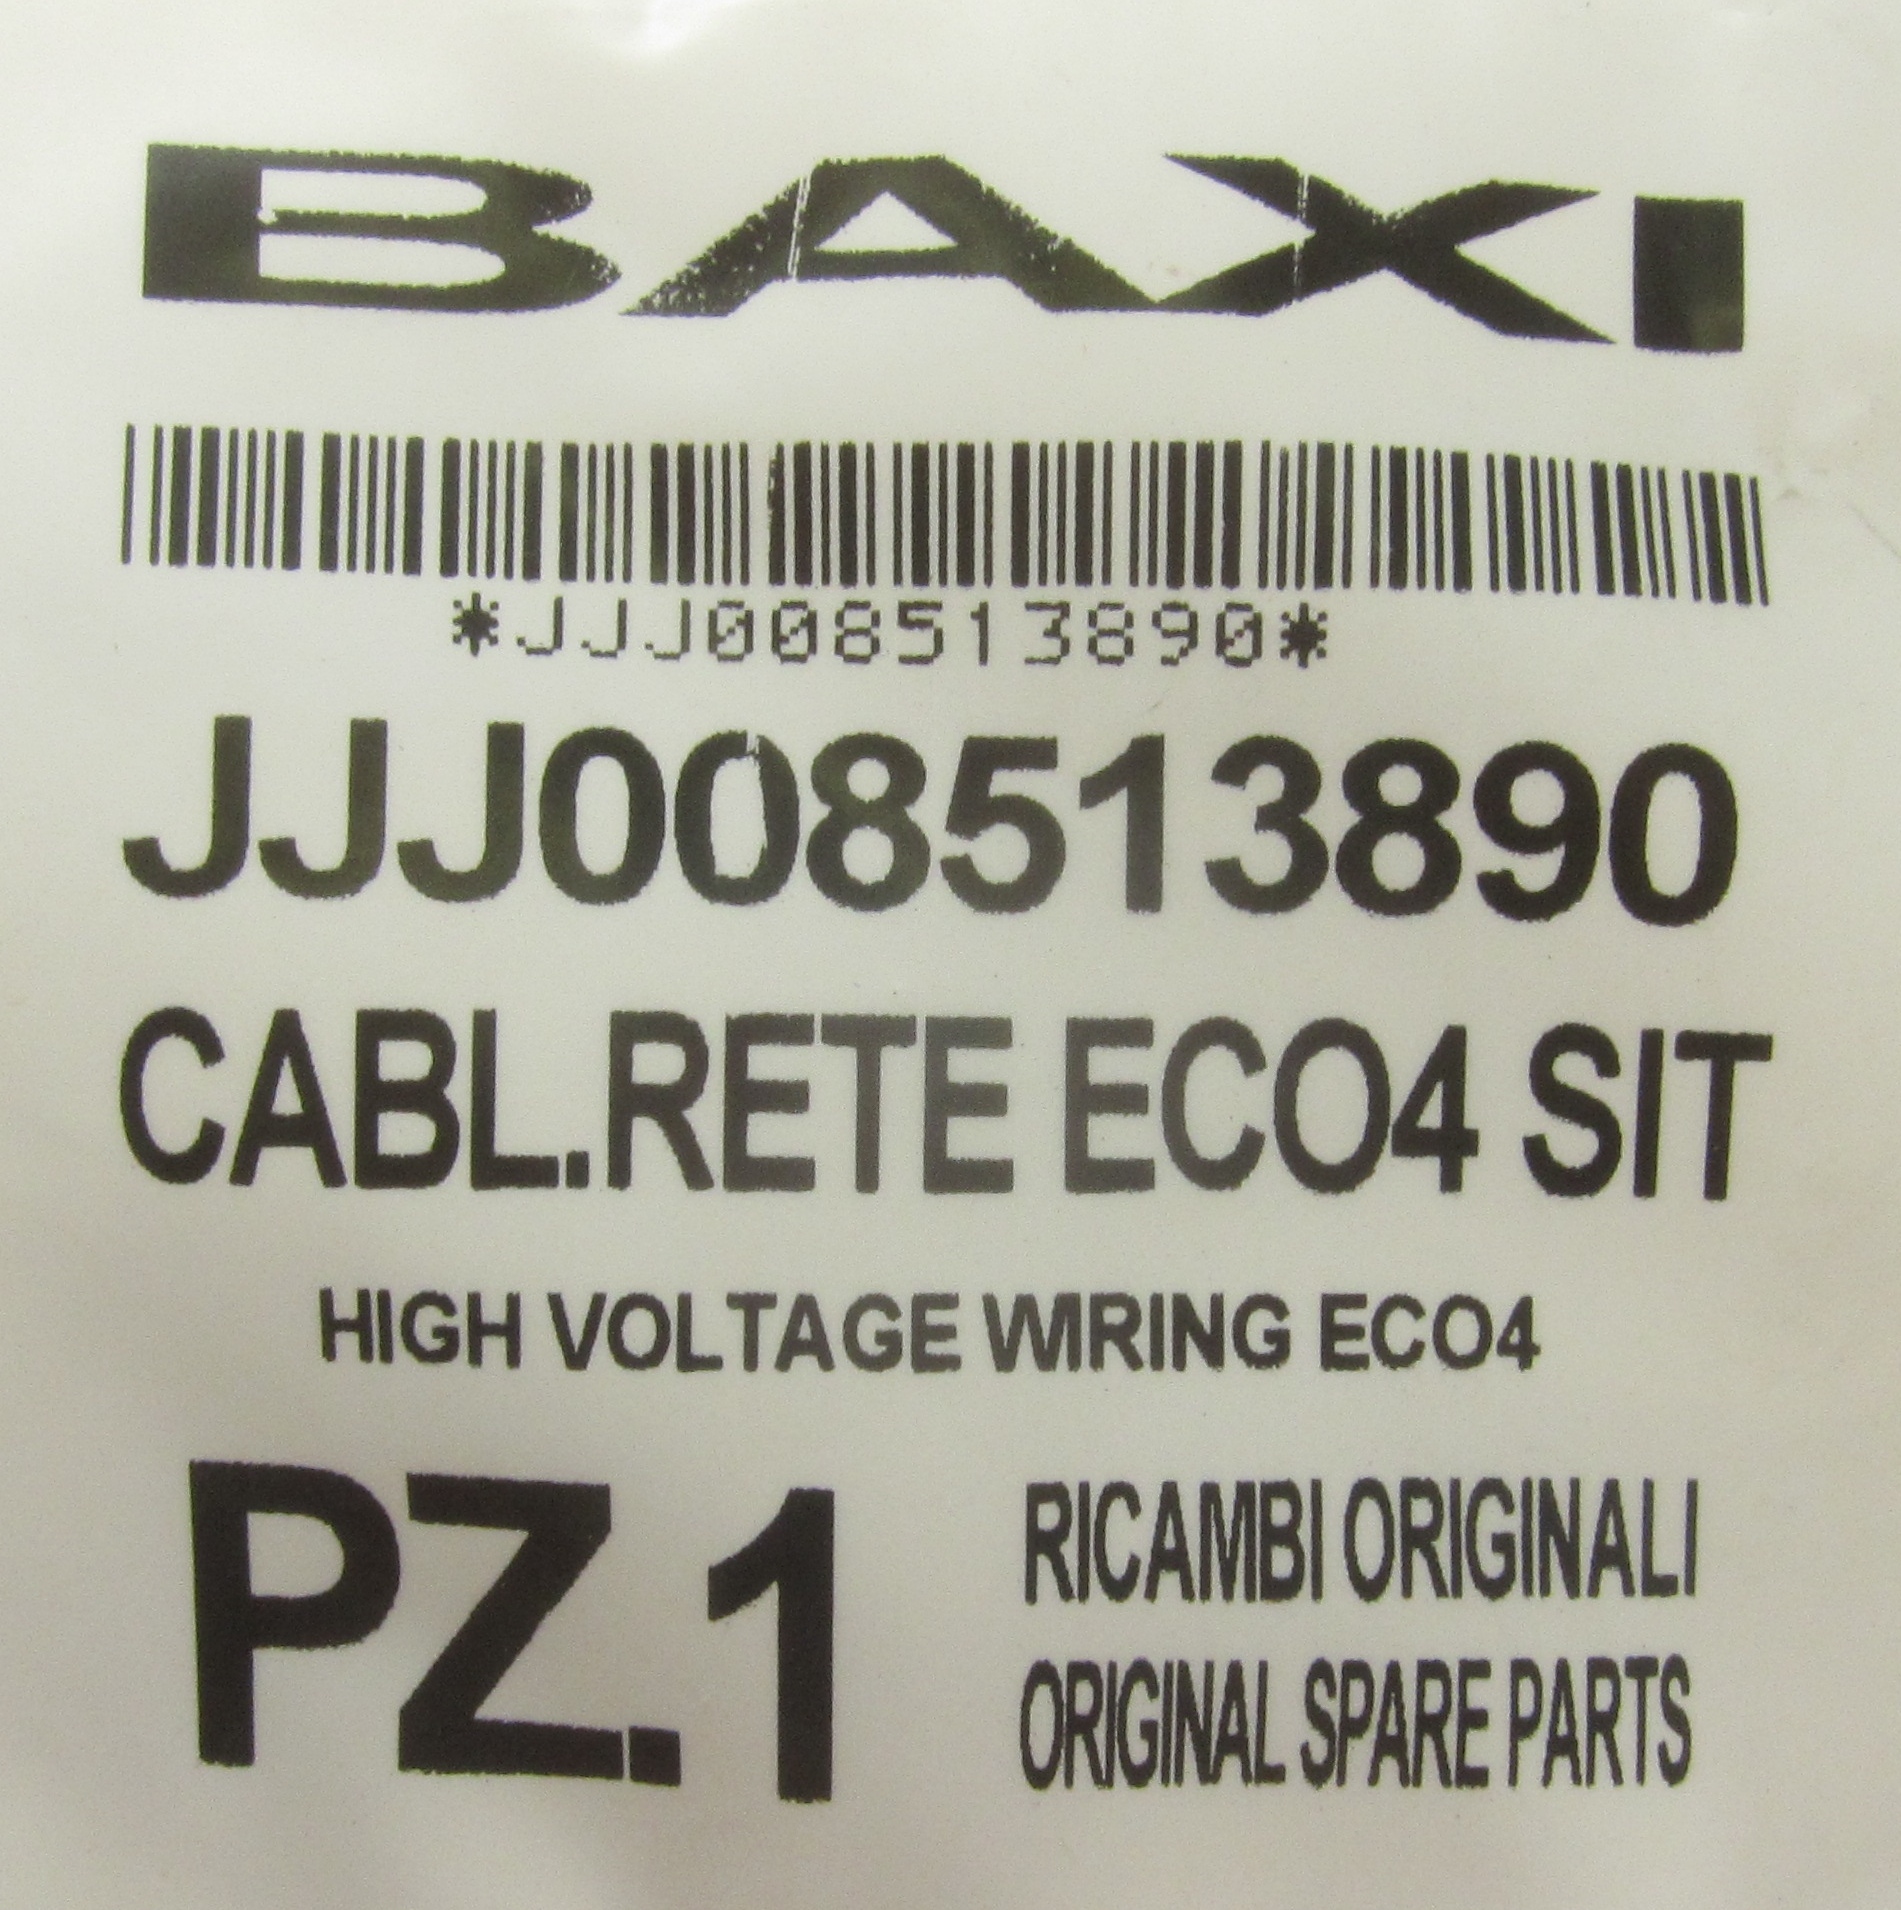 BAXI
*JJJ008513890*
JJJ008513890
CABL.RETE ECO4 SIT
HIGH VOLTAGE WIRING ECO4
PZ.1
RICAMBI ORIGINALI
ORIGINAL SPARE PARTS